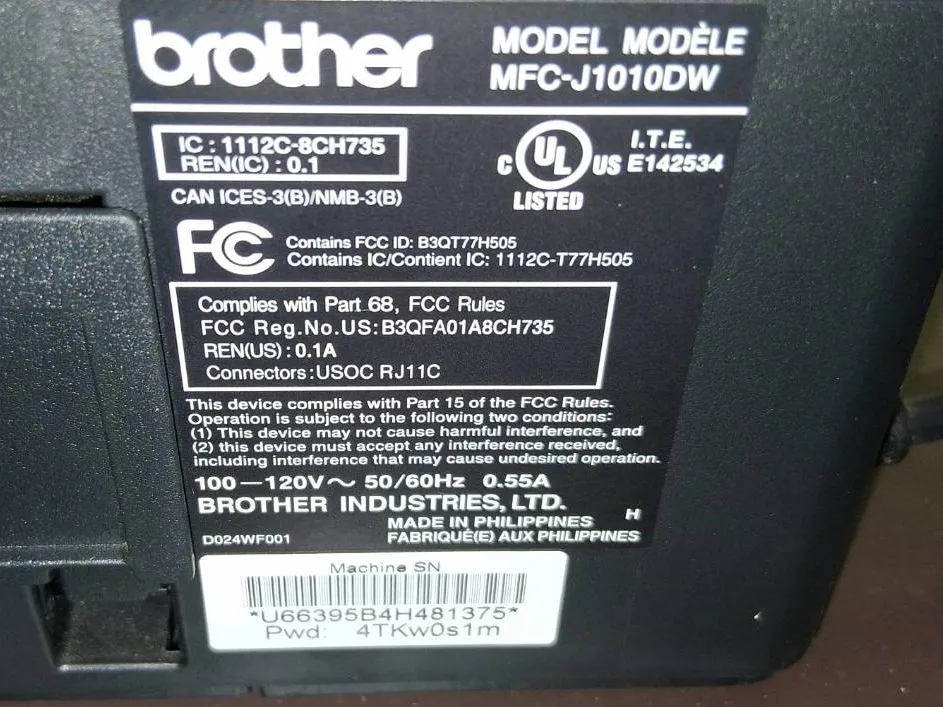 brother
MODEL MODÈLE
MFC-J1010DW
IC : 1112C-8CH735
REN(IC) : 0.1
C UL US
LISTED
I.T.E.
E142534
CAN ICES-3(B)/NMB-3(B)
FC Contains FCC ID: B3QT77H505
Contains IC/Contient IC: 1112C-T77H505
Complies with Part 68, FCC Rules
FCC Reg.No.US:B3QFA01A8CH735
REN(US) : 0.1A
Connectors:USOC RJ11C
This device complies with Part 15 of the FCC Rules.
Operation is subject to the following two conditions:
(1) This device may not cause harmful interference, and
(2) this device must accept any interference received,
including interference that may cause undesired operation.
100 — 120V ~ 50/60Hz 0.55A
BROTHER INDUSTRIES, LTD.
H
MADE IN PHILIPPINES
D024WF001 FABRIQUÉ(E) AUX PHILIPPINES
Machine SN
*U66395B4H481375*
Pwd: 4TKw0s1m